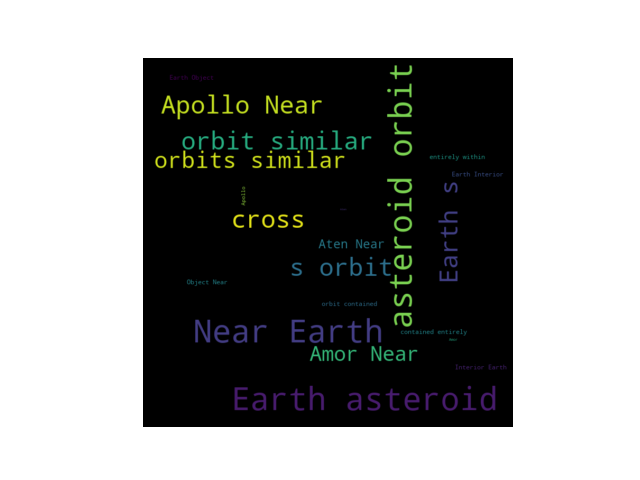 Earth Object
asteroid orbit
Apollo Near
orbit similar
orbits similar
entirely within
Earth Interior
Earth s
Apollo
cross
Aten Near
s orbit
Object Near
orbit contained
Near Earth
contained entirely
Amor Near
Interior Earth
Earth asteroid